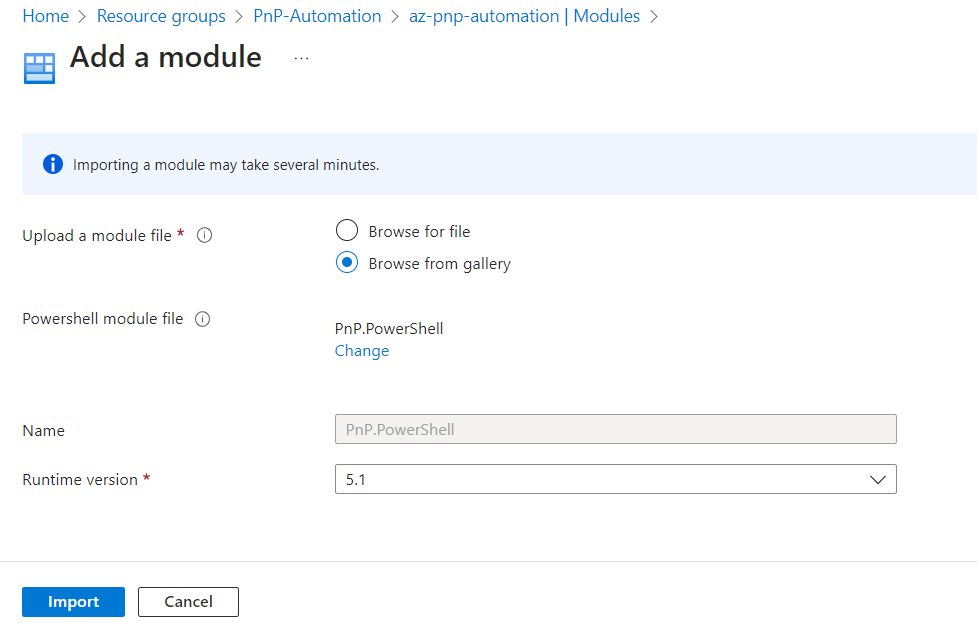 Home > Resource groups > PnP-Automation > az-pnp-automation | Modules >
Add a module ...
Importing a module may take several minutes.
Upload a module file *
Browse for file
Browse from gallery
Powershell module file
PnP.PowerShell
Change
Name
PnP.PowerShell
Runtime version *
5.1
Import
Cancel